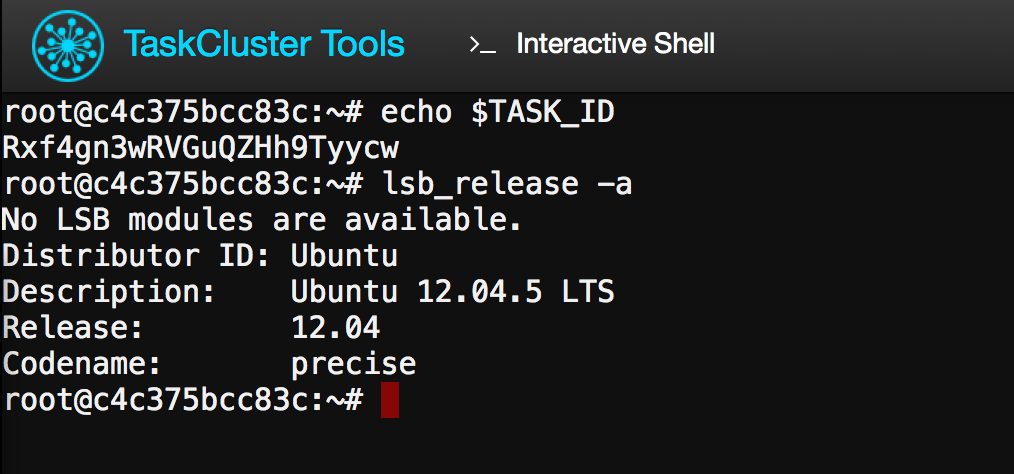 TaskCluster Tools >_ Interactive Shell
root@c4c375bcc83c:~# echo $TASK_ID
Rxf4gn3wRVGuQZHh9Tyycw
root@c4c375bcc83c:~# lsb_release -a
No LSB modules are available.
Distributor ID: Ubuntu
Description:    Ubuntu 12.04.5 LTS
Release:        12.04
Codename:       precise
root@c4c375bcc83c:~#